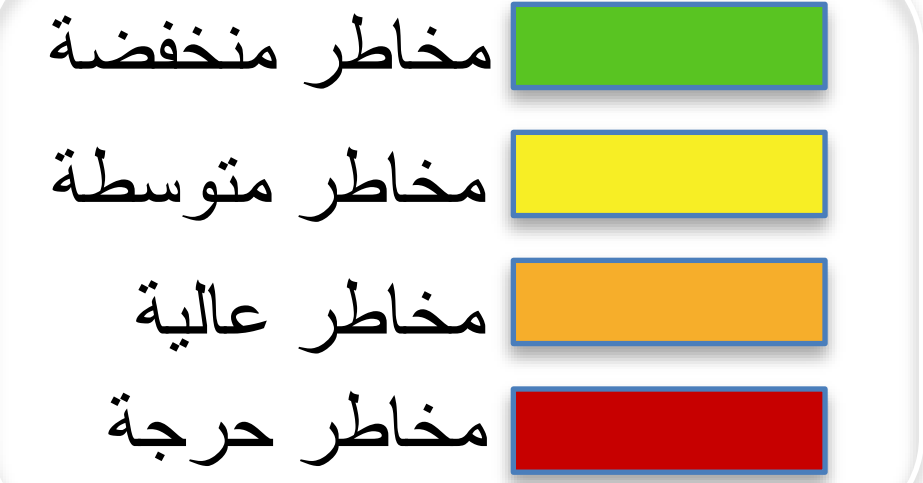 مخاطر منخفضة
مخاطر متوسطة
مخاطر عالية
مخاطر حرجة